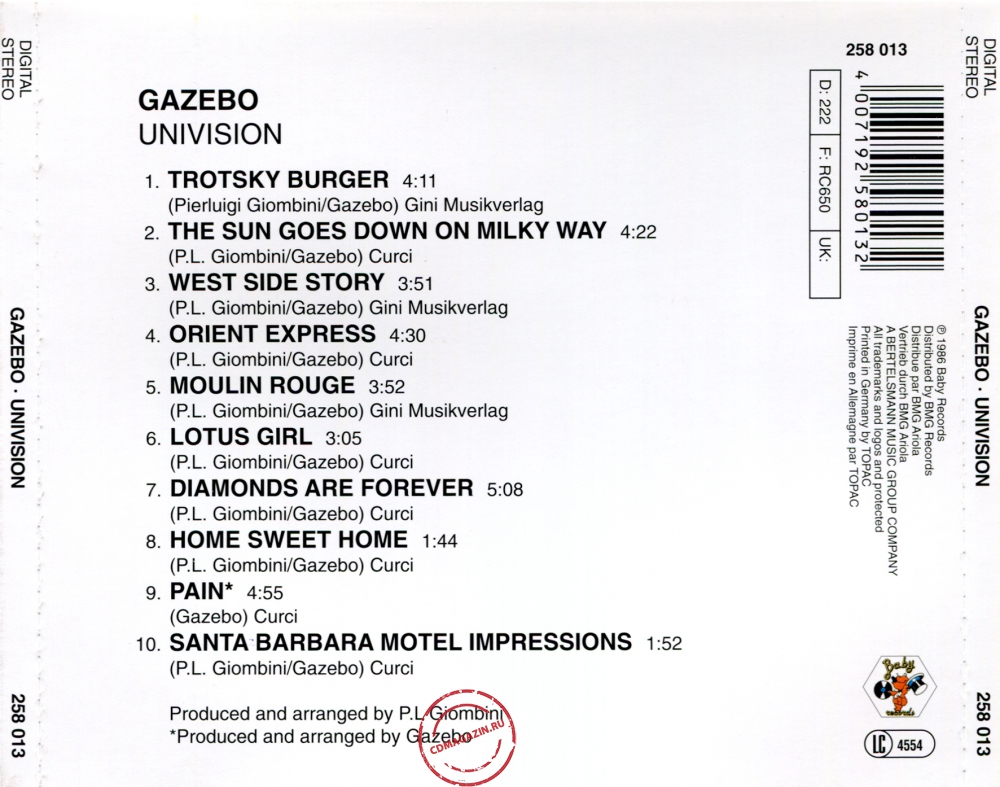 DIGITAL
STEREO
GAZEBO · UNIVISION
258 013
GAZEBO
UNIVISION
1. TROTSKY BURGER 4:11
(Pierluigi Giombini/Gazebo) Gini Musikverlag
2. THE SUN GOES DOWN ON MILKY WAY 4:22
(P.L. Giombini/Gazebo) Curci
3. WEST SIDE STORY 3:51
(P.L. Giombini/Gazebo) Gini Musikverlag
4. ORIENT EXPRESS 4:30
(P.L. Giombini/Gazebo) Curci
5. MOULIN ROUGE 3:52
(P.L. Giombini/Gazebo) Gini Musikverlag
6. LOTUS GIRL 3:05
(P.L. Giombini/Gazebo) Curci
7. DIAMONDS ARE FOREVER 5:08
(P.L. Giombini/Gazebo) Curci
8. HOME SWEET HOME 1:44
(P.L. Giombini/Gazebo) Curci
9. PAIN* 4:55
(Gazebo) Curci
10. SANTA BARBARA MOTEL IMPRESSIONS 1:52
(P.L. Giombini/Gazebo) Curci
Produced and arranged by P.L Giombini
*Produced and arranged by Gazebo
CDMAGAZIN.RU
258 013
4 007192 580132
D: 222
F: RC650
UK:
℗ 1986 Baby Records
Distributed by BMG Records
Distribue par BMG Ariola
Vertrieb durch BMG Ariola
A BERTELSMANN MUSIC GROUP COMPANY
All trademarks and logos and protected
Printed in Germany by TOPAC
Imprime en Allemagne par TOPAC
Baby
records
LC 4554
DIGITAL
STEREO
GAZEBO · UNIVISION
258 013